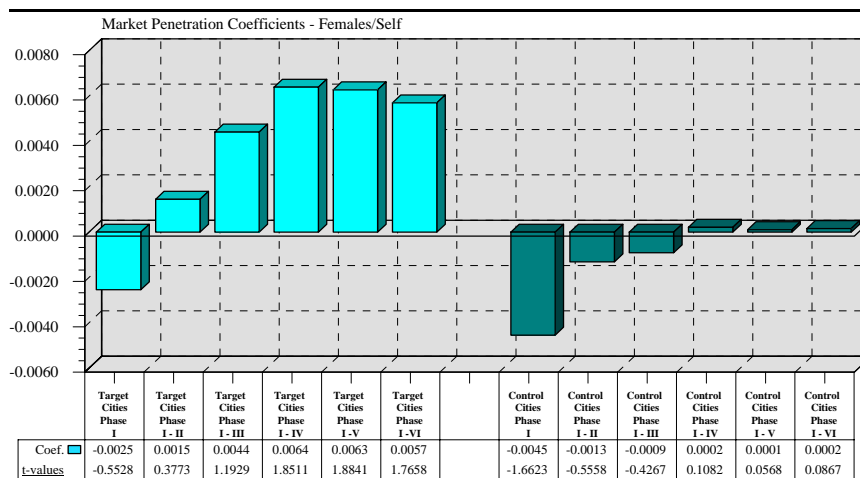 Market Penetration Coefficients - Females/Self
0.0080
0.0060
0.0040
0.0020
0.0000
-0.0020
-0.0040
-0.0060
Target Cities Phase I
Target Cities Phase I - II
Target Cities Phase I - III
Target Cities Phase I - IV
Target Cities Phase I -V
Target Cities Phase I -VI
Control Cities Phase I
Control Cities Phase I - II
Control Cities Phase I - III
Control Cities Phase I - IV
Control Cities Phase I - V
Control Cities Phase I - VI
Coef. -0.0025 0.0015 0.0044 0.0064 0.0063 0.0057 -0.0045 -0.0013 -0.0009 0.0002 0.0001 0.0002
t-values -0.5528 0.3773 1.1929 1.8511 1.8841 1.7658 -1.6623 -0.5558 -0.4267 0.1082 0.0568 0.0867